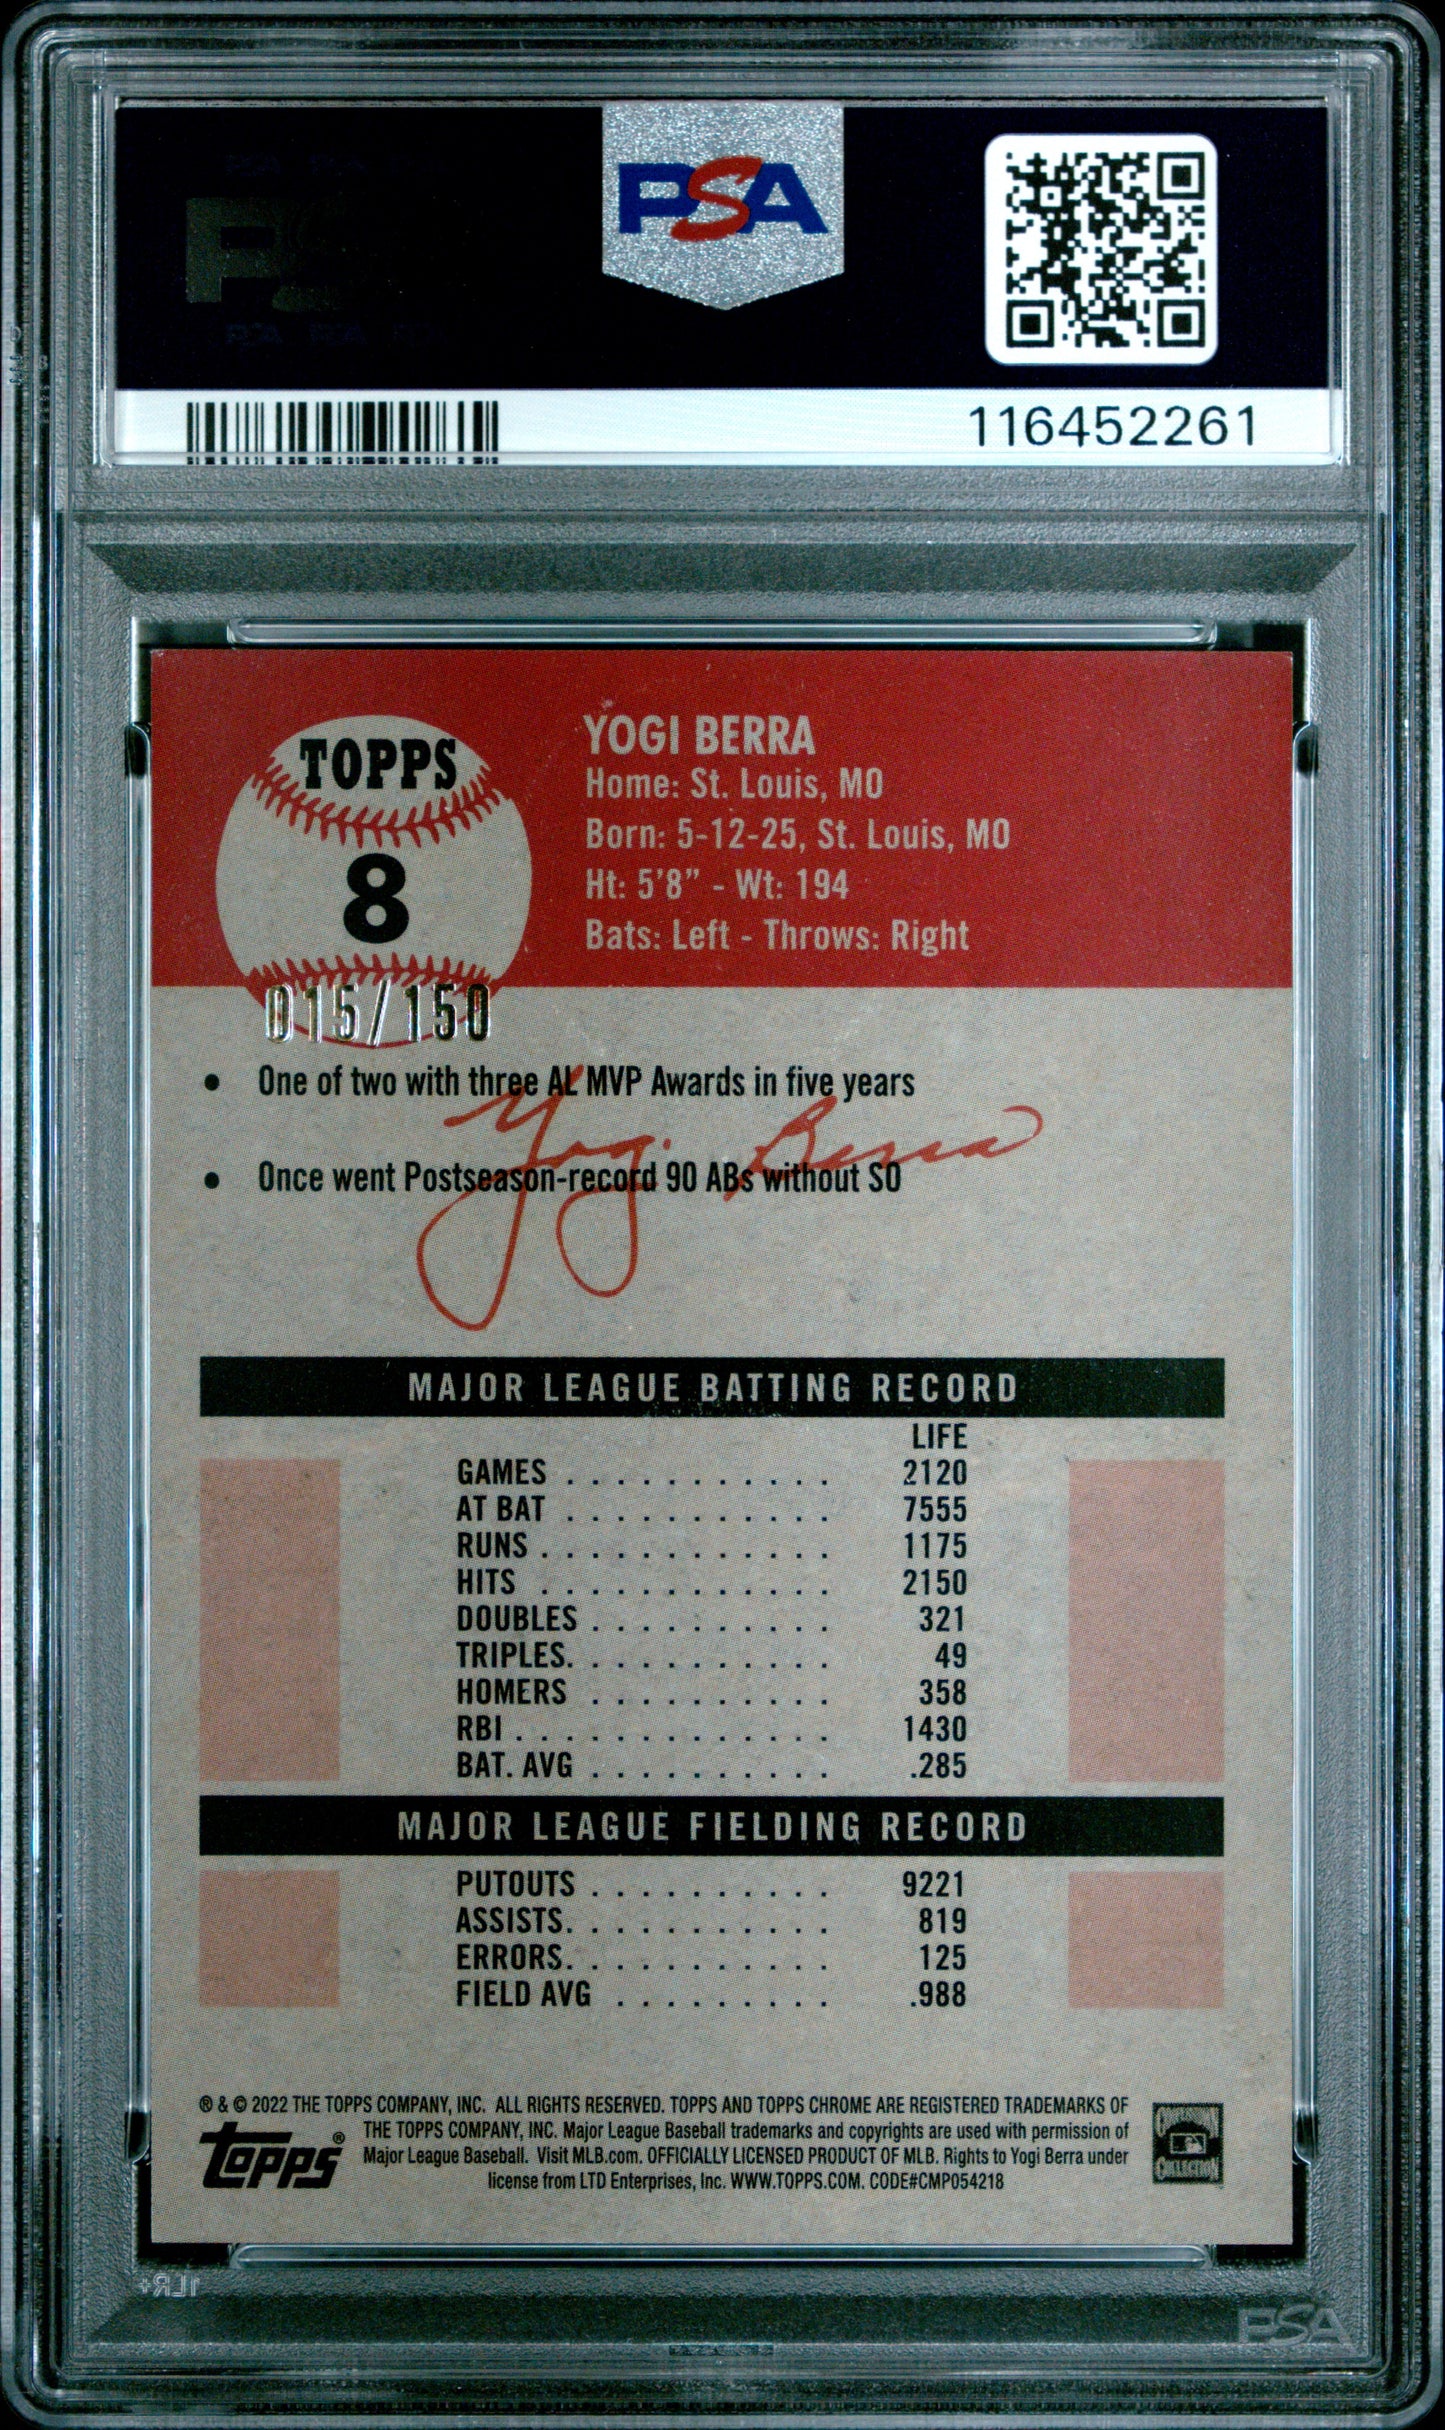 PSA
116452261
TOPPS
8
015/150
YOGI BERRA
Home: St. Louis, MO
Born: 5-12-25, St. Louis, MO
Ht: 5'8" - Wt: 194
Bats: Left - Throws: Right
• One of two with three AL MVP Awards in five years
Yogi Berra
• Once went Postseason-record 90 ABs without SO
MAJOR LEAGUE BATTING RECORD
LIFE
GAMES . . . . . . . . . . . 2120
AT BAT . . . . . . . . . . . 7555
RUNS . . . . . . . . . . . . 1175
HITS . . . . . . . . . . . . 2150
DOUBLES . . . . . . . . . . 321
TRIPLES. . . . . . . . . . . 49
HOMERS . . . . . . . . . . 358
RBI . . . . . . . . . . . . . 1430
BAT. AVG . . . . . . . . . . .285
MAJOR LEAGUE FIELDING RECORD
PUTOUTS . . . . . . . . . . 9221
ASSISTS. . . . . . . . . . . 819
ERRORS. . . . . . . . . . . 125
FIELD AVG . . . . . . . . . .988
® & © 2022 THE TOPPS COMPANY, INC. ALL RIGHTS RESERVED. TOPPS AND TOPPS CHROME ARE REGISTERED TRADEMARKS OF
THE TOPPS COMPANY, INC. Major League Baseball trademarks and copyrights are used with permission of
Major League Baseball. Visit MLB.com. OFFICIALLY LICENSED PRODUCT OF MLB. Rights to Yogi Berra under
license from LTD Enterprises, Inc. WWW.TOPPS.COM. CODE#CMP054218
topps®
COOPERSTOWN
COLLECTION
1LR+
PSA